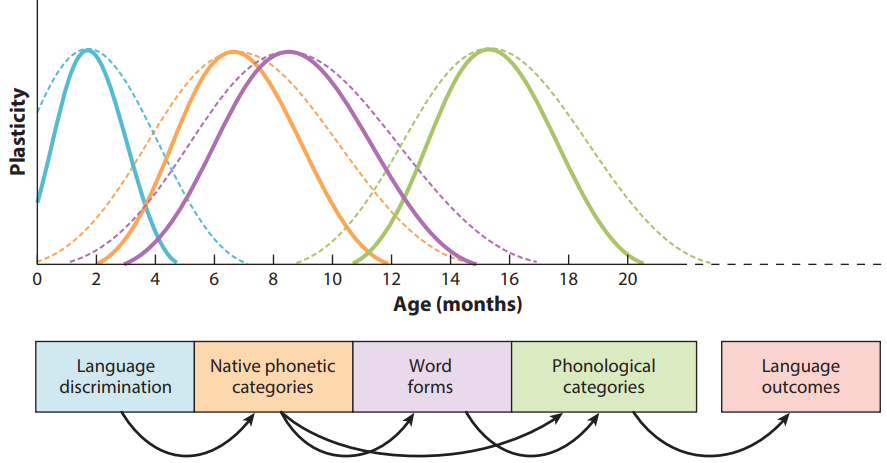 Plasticity
0 2 4 6 8 10 12 14 16 18 20
Age (months)
Language
discrimination
Native phonetic
categories
Word
forms
Phonological
categories
Language
outcomes